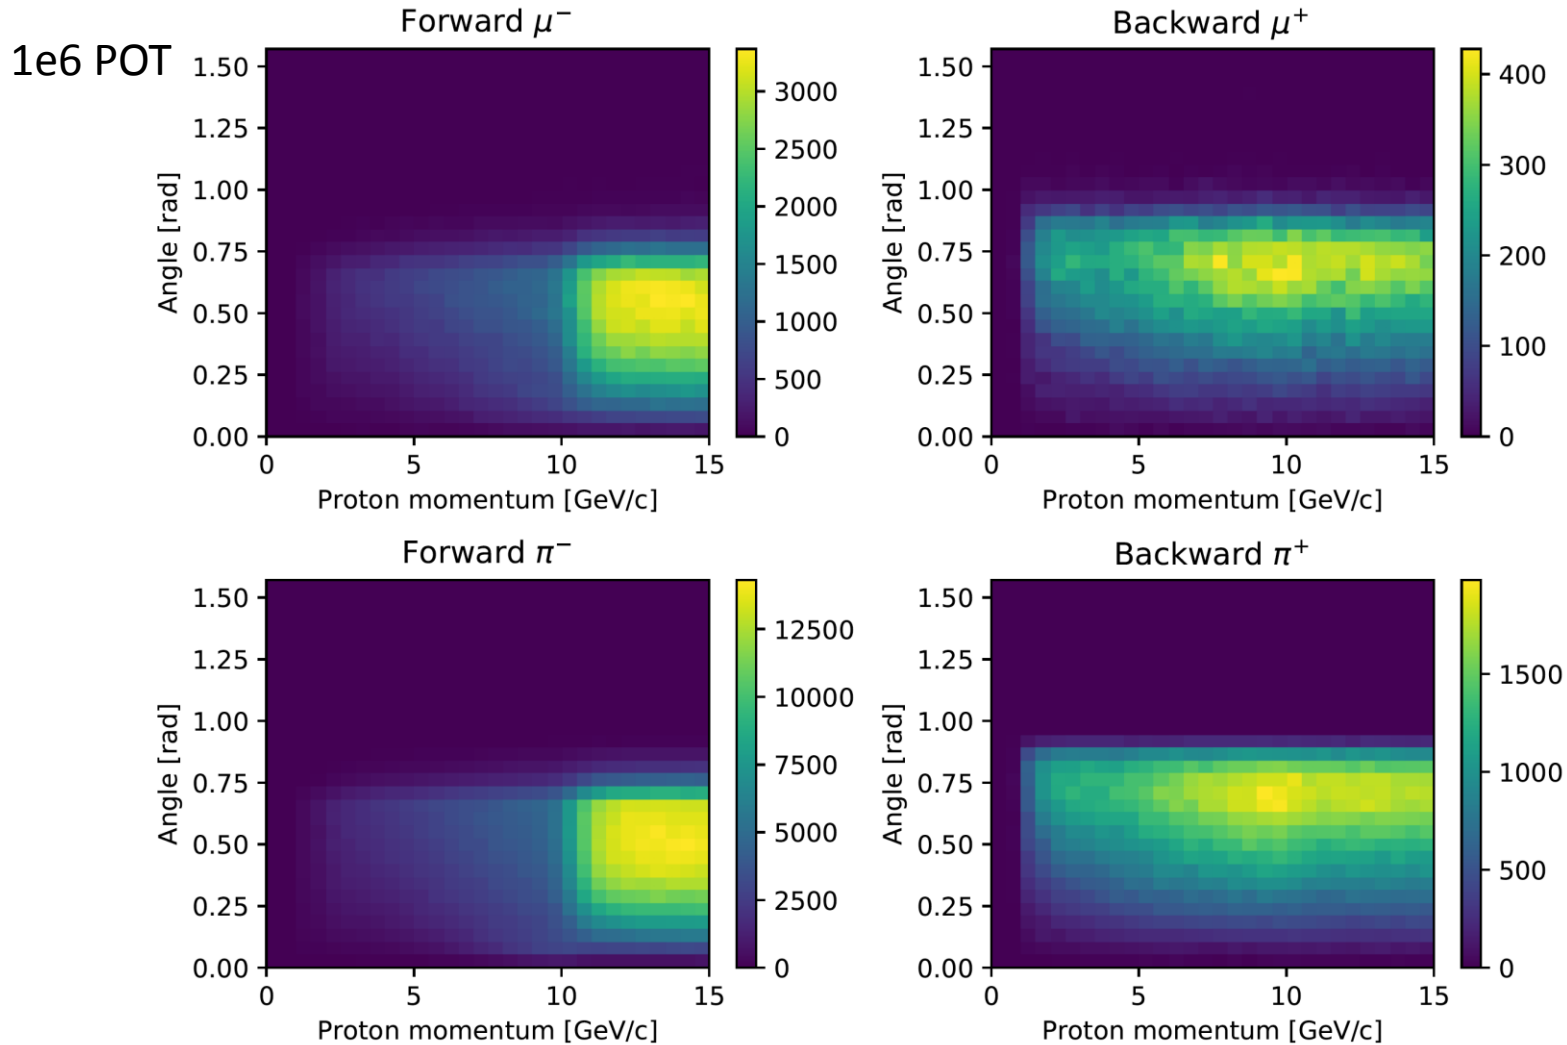 1e6 POT
Forward μ⁻
1.50
1.25
1.00
0.75
0.50
0.25
0.00
Angle [rad]
0 5 10 15
Proton momentum [GeV/c]
3000
2500
2000
1500
1000
500
0
Backward μ⁺
1.50
1.25
1.00
0.75
0.50
0.25
0.00
Angle [rad]
0 5 10 15
Proton momentum [GeV/c]
400
300
200
100
0
Forward π⁻
1.50
1.25
1.00
0.75
0.50
0.25
0.00
Angle [rad]
0 5 10 15
Proton momentum [GeV/c]
12500
10000
7500
5000
2500
0
Backward π⁺
1.50
1.25
1.00
0.75
0.50
0.25
0.00
Angle [rad]
0 5 10 15
Proton momentum [GeV/c]
1500
1000
500
0